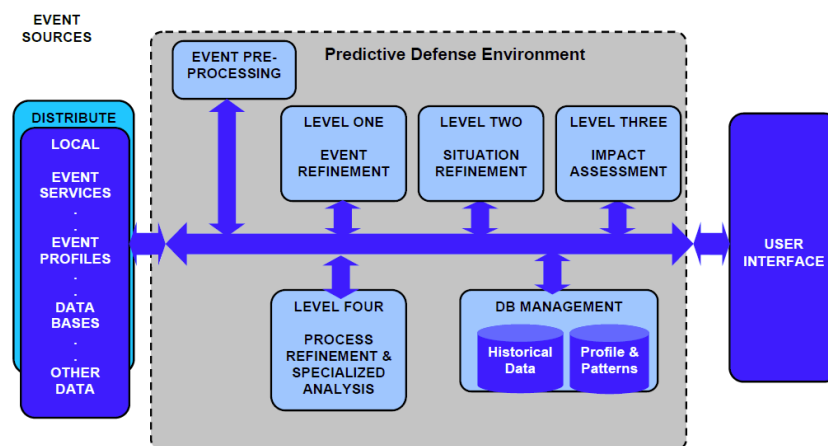 EVENT
SOURCES
EVENT PRE-
PROCESSING
Predictive Defense Environment
DISTRIBUTE
LOCAL
EVENT
SERVICES
.
.
EVENT
PROFILES
.
.
DATA
BASES
.
.
OTHER
DATA
LEVEL ONE
EVENT
REFINEMENT
LEVEL TWO
SITUATION
REFINEMENT
LEVEL THREE
IMPACT
ASSESSMENT
USER
INTERFACE
LEVEL FOUR
PROCESS
REFINEMENT &
SPECIALIZED
ANALYSIS
DB MANAGEMENT
Historical
Data
Profile &
Patterns